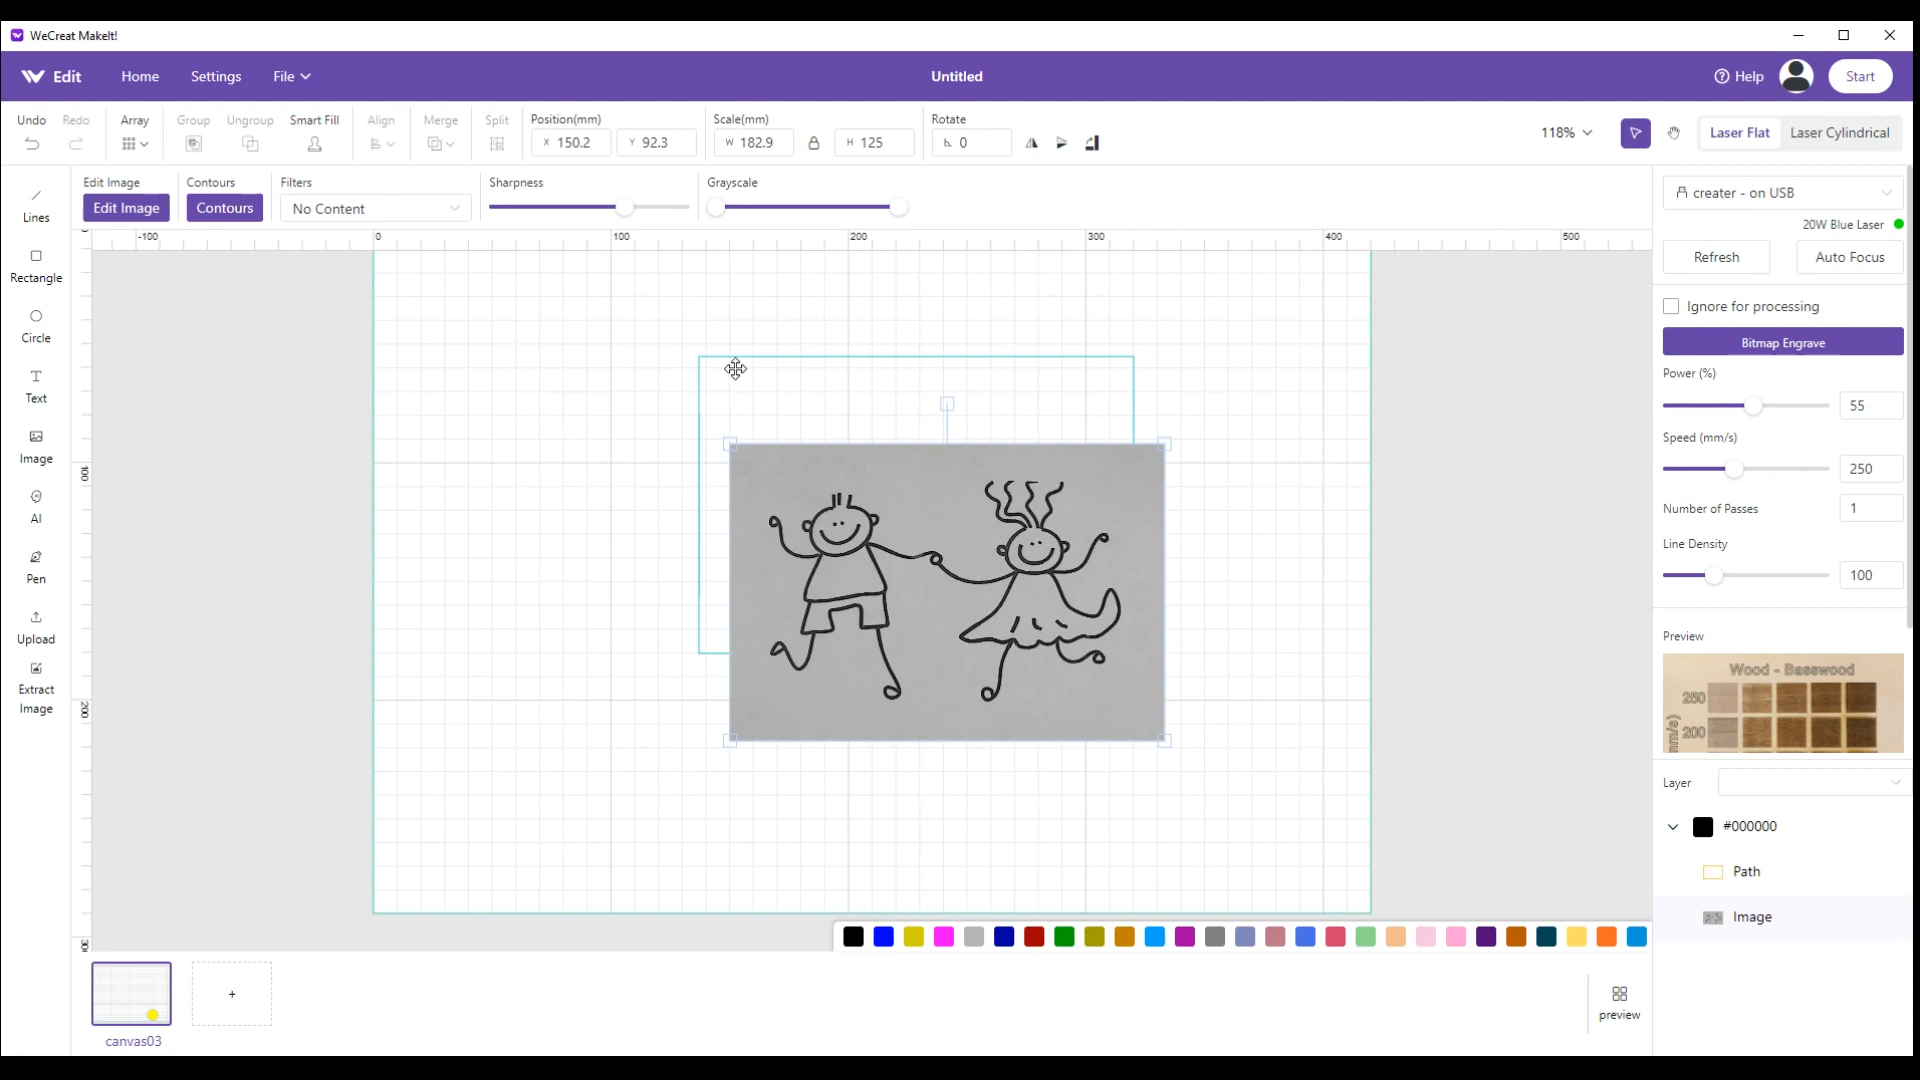 WeCreat MakeIt!
Edit
Home
Settings
File
Untitled
Help
Start
Undo
Redo
Array
Group
Ungroup
Smart Fill
Align
Merge
Split
Position(mm)
X 150.2
Y 92.3
Scale(mm)
W 182.9
H 125
Rotate
0
118%
Laser Flat
Laser Cylindrical
Edit Image
Edit Image
Contours
Contours
Filters
No Content
Sharpness
Grayscale
-100
0
100
200
300
400
500
100
200
Lines
Rectangle
Circle
Text
Image
AI
Pen
Upload
Extract
Image
creater - on USB
20W Blue Laser
Refresh
Auto Focus
Ignore for processing
Bitmap Engrave
Power (%)
55
Speed (mm/s)
250
Number of Passes
1
Line Density
100
Preview
Wood - Basswood
250
200
mm/s)
Layer
#000000
Path
Image
+
canvas03
preview